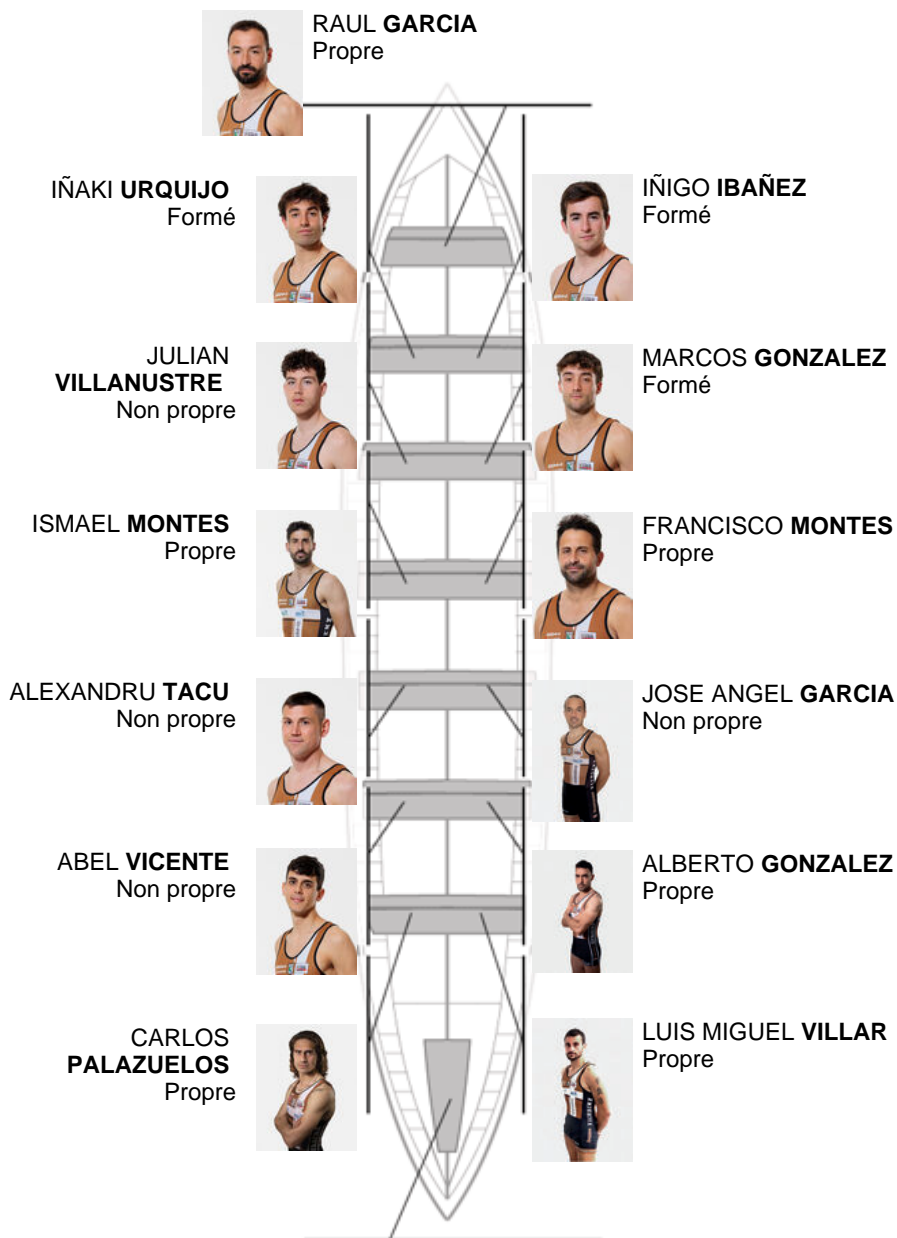 RAUL GARCIA
Propre
IÑAKI URQUIJO
Formé
IÑIGO IBAÑEZ
Formé
JULIAN
VILLANUSTRE
Non propre
MARCOS GONZALEZ
Formé
ISMAEL MONTES
Propre
FRANCISCO MONTES
Propre
ALEXANDRU TACU
Non propre
JOSE ANGEL GARCIA
Non propre
ABEL VICENTE
Non propre
ALBERTO GONZALEZ
Propre
CARLOS
PALAZUELOS
Propre
LUIS MIGUEL VILLAR
Propre